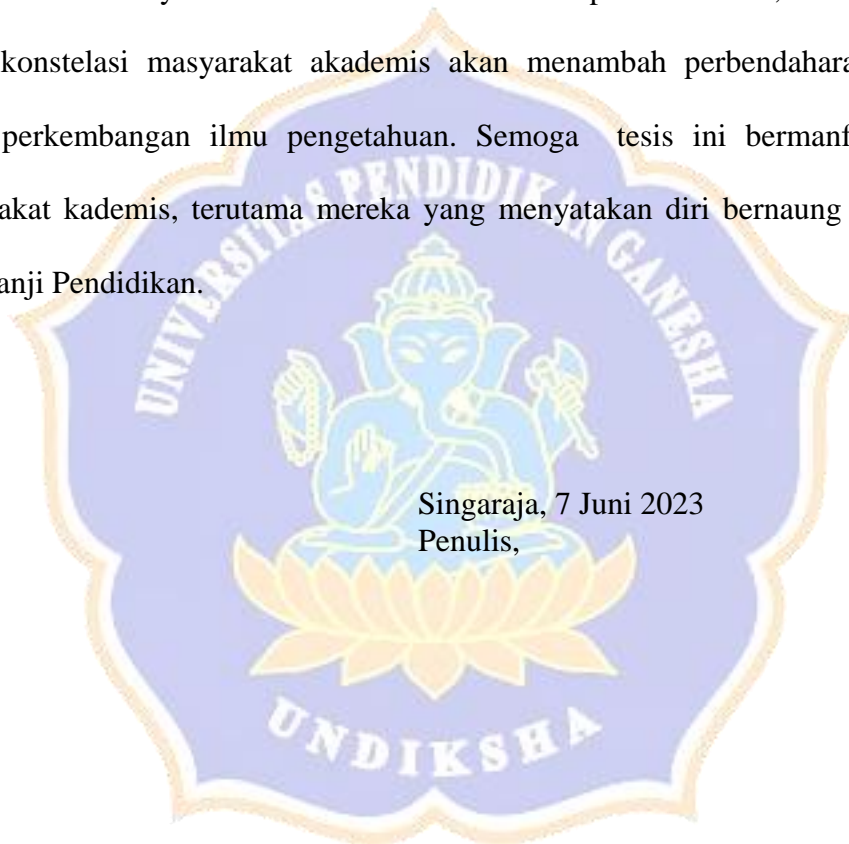 konstelasi masyarakat akademis akan menambah perbendahara
perkembangan ilmu pengetahuan. Semoga tesis ini bermanf
akat kademis, terutama mereka yang menyatakan diri bernaung
anji Pendidikan.
UNIVERSITAS PENDIDIKAN GANESHA
Singaraja, 7 Juni 2023
Penulis,
UNDIKSHA